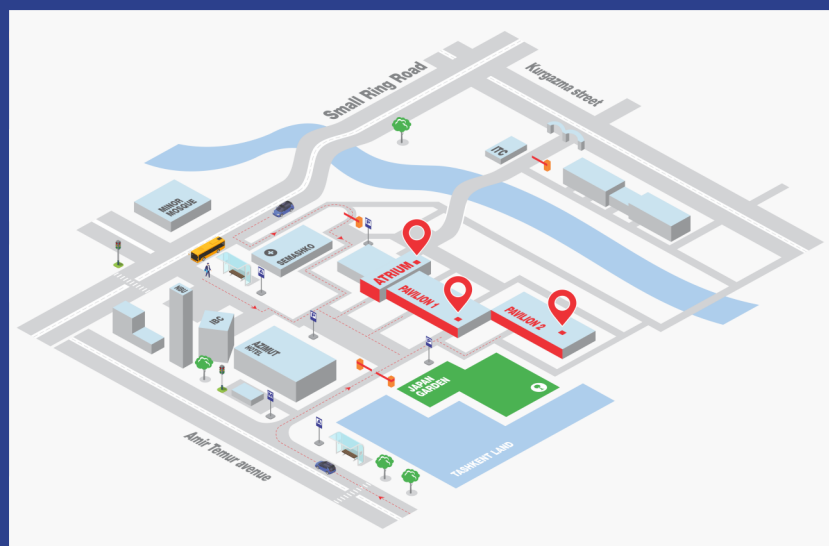 Small Ring Road
Kurgazma street
ITC
MINOR
MOSQUE
SEMASHKO
ATRIUM
PAVILION 1
PAVILION 2
IBC
AZIMUT
HOTEL
JAPAN
GARDEN
TASHKENT LAND
Amir Temur avenue